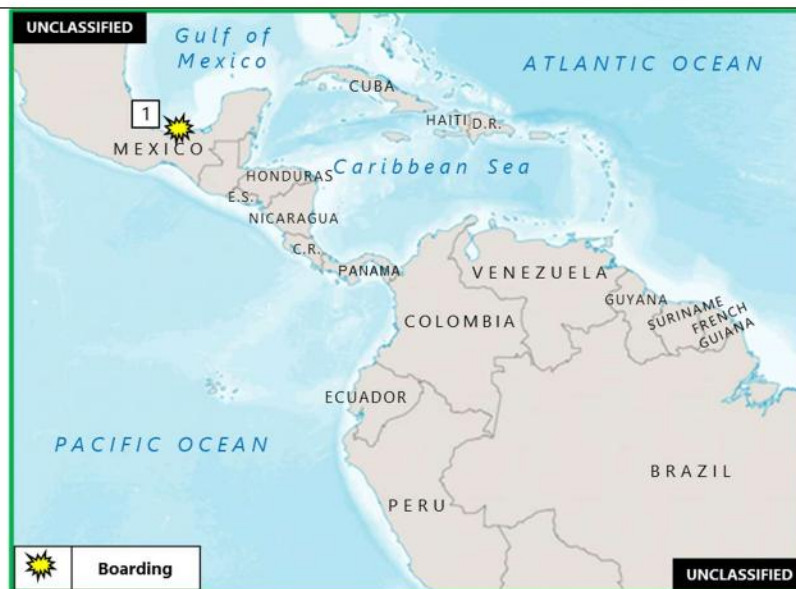 UNCLASSIFIED
Gulf of
Mexico
ATLANTIC OCEAN
CUBA
1
HAITI
D.R.
MEXICO
Caribbean Sea
HONDURAS
E.S.
NICARAGUA
C.R.
PANAMA
VENEZUELA
GUYANA
SURINAME
FRENCH
GUIANA
COLOMBIA
ECUADOR
PACIFIC OCEAN
BRAZIL
PERU
Boarding
UNCLASSIFIED